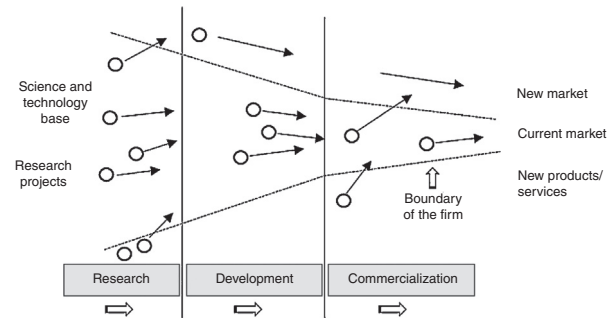 Science and
technology
base
Research
projects
New market
Current market
New products/
services
Boundary
of the firm
Research
Development
Commercialization